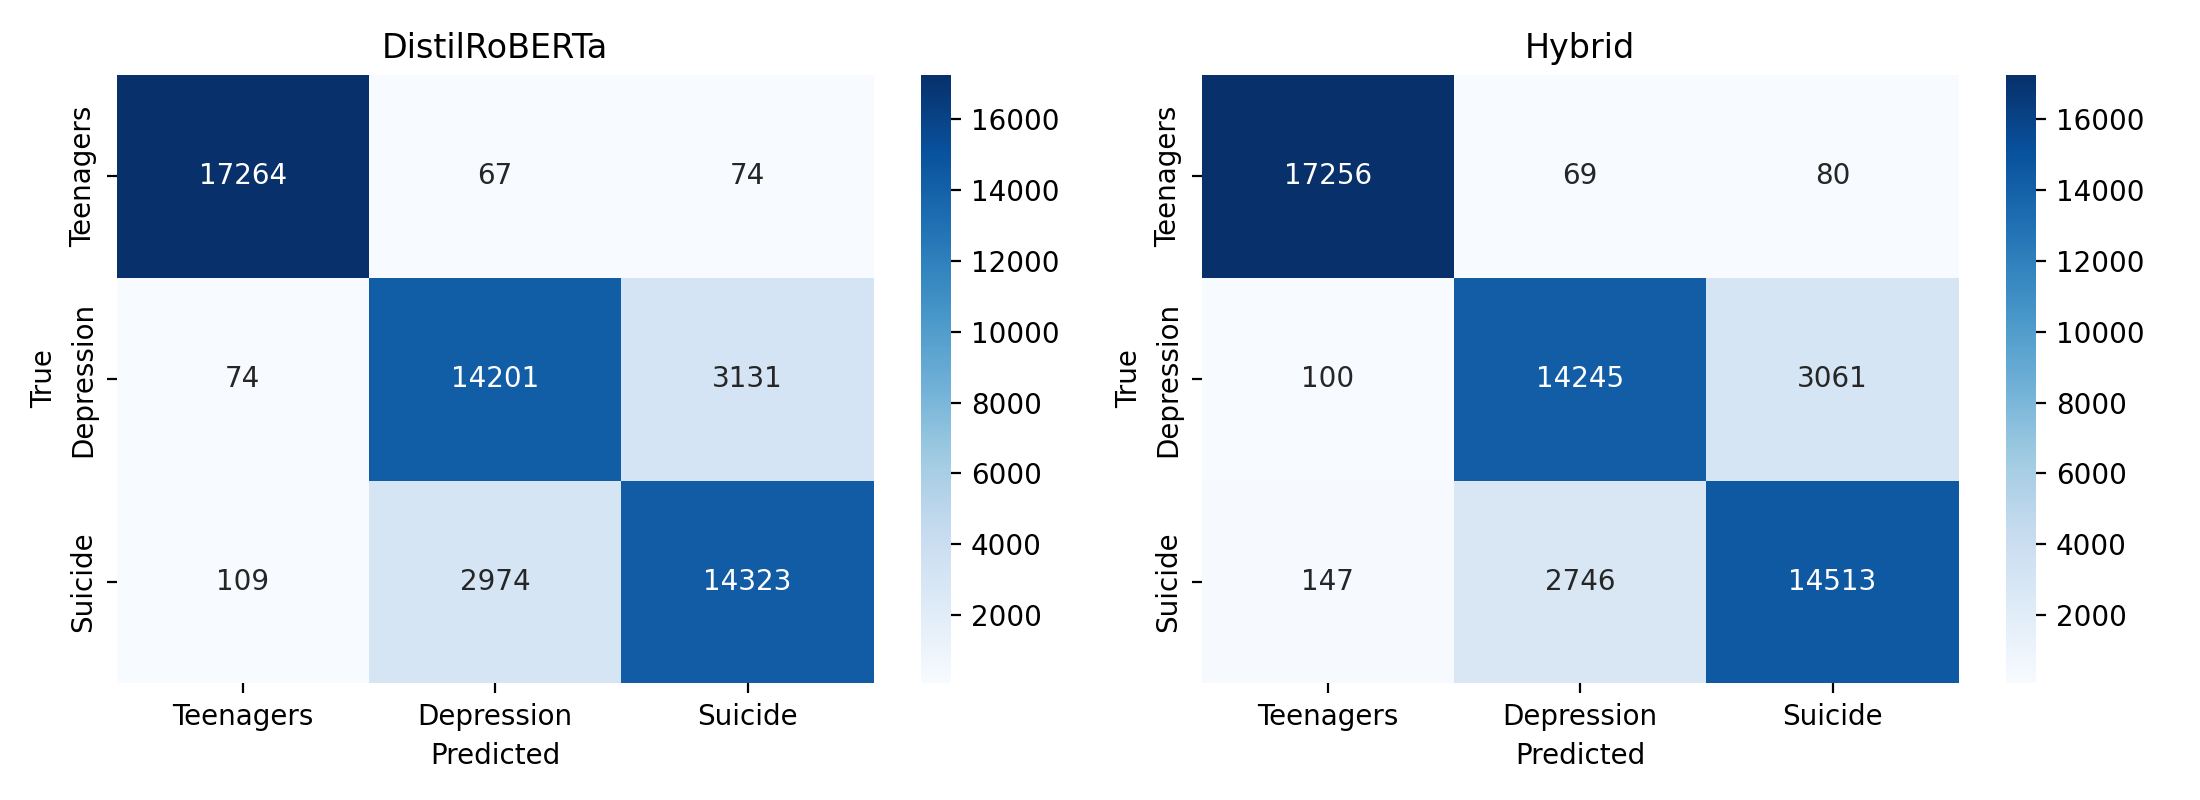 DistilRoBERTa
True
Teenagers
Depression
Suicide
17264 67 74
74 14201 3131
109 2974 14323
Teenagers Depression Suicide
Predicted
16000
14000
12000
10000
8000
6000
4000
2000
Hybrid
True
Teenagers
Depression
Suicide
17256 69 80
100 14245 3061
147 2746 14513
Teenagers Depression Suicide
Predicted
16000
14000
12000
10000
8000
6000
4000
2000